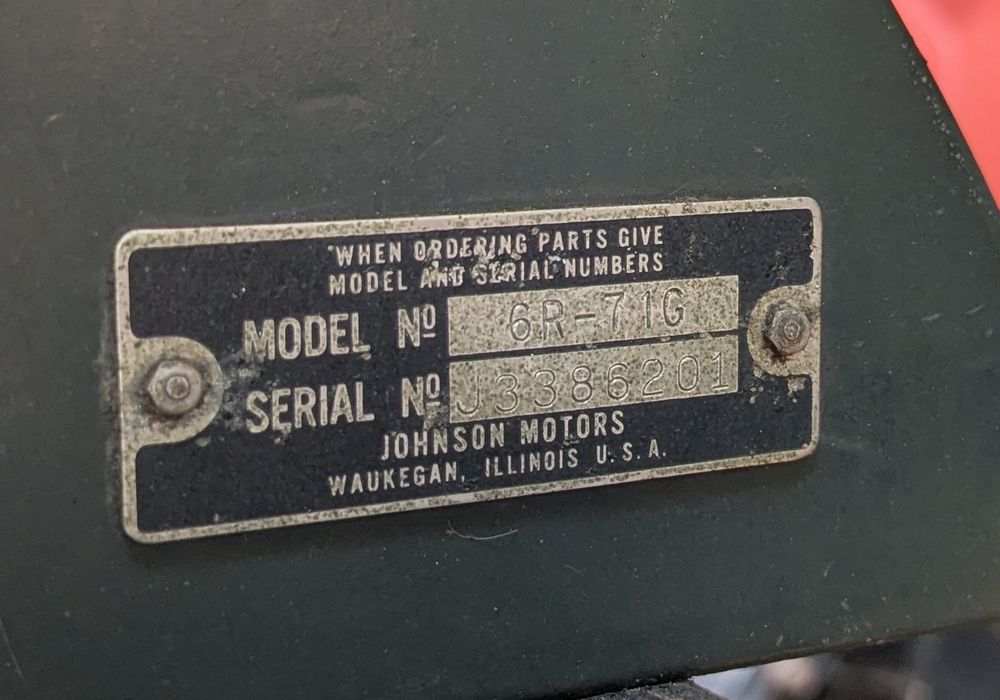 WHEN ORDERING PARTS GIVE
MODEL AND SERIAL NUMBERS
MODEL Nº 6R-71G
SERIAL Nº J3386201
JOHNSON MOTORS
WAUKEGAN, ILLINOIS U.S.A.